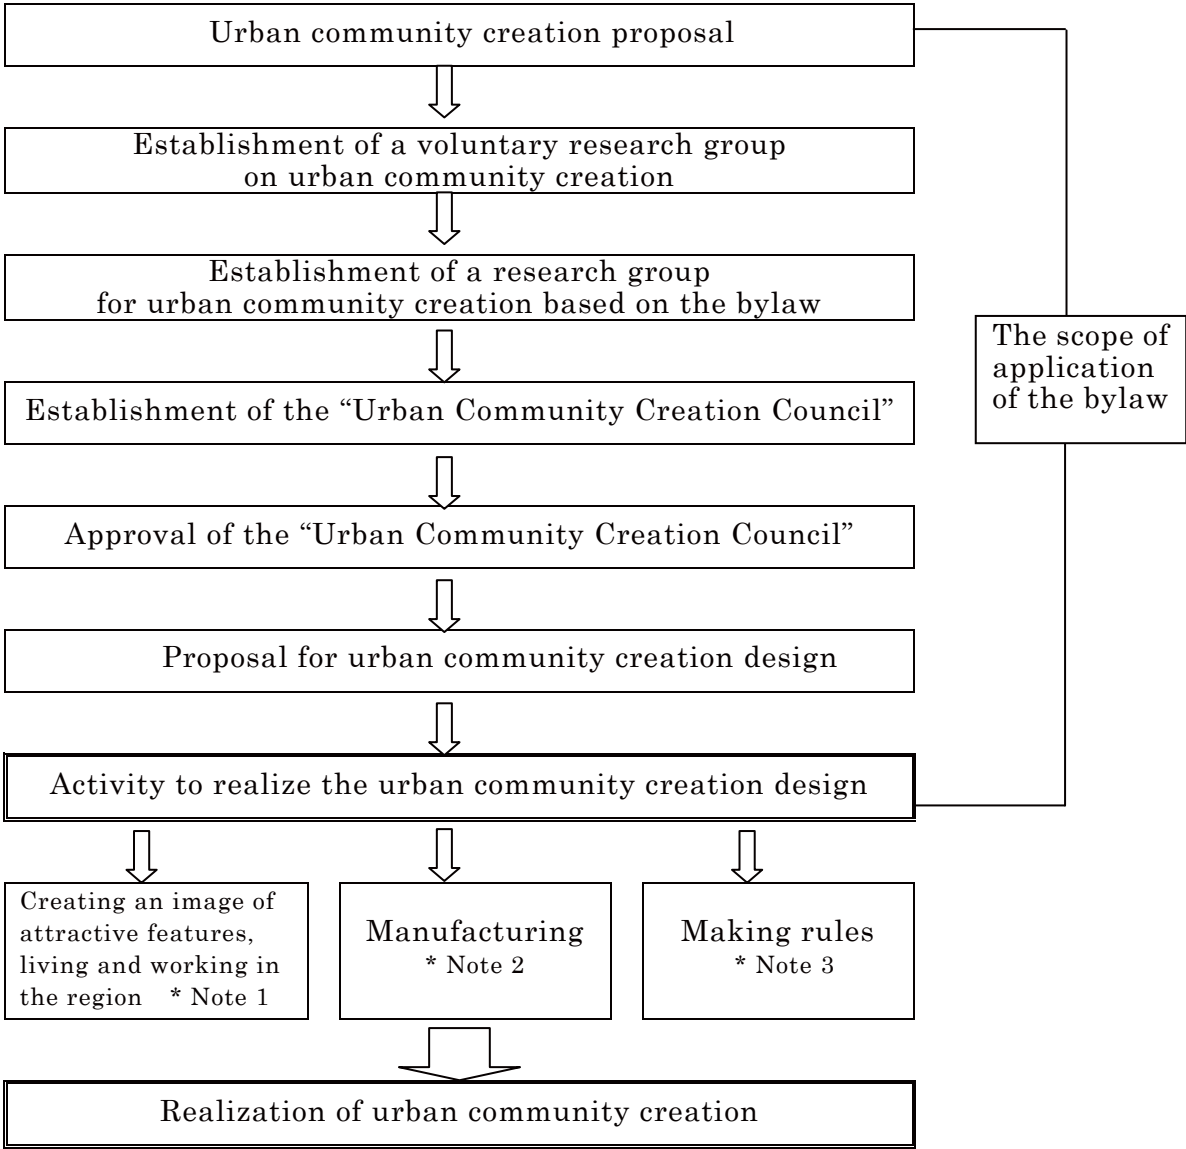 Urban community creation proposal
Establishment of a voluntary research group
on urban community creation
Establishment of a research group
for urban community creation based on the bylaw
The scope of
application
of the bylaw
Establishment of the “Urban Community Creation Council”
Approval of the “Urban Community Creation Council”
Proposal for urban community creation design
Activity to realize the urban community creation design
Creating an image of
attractive features,
living and working in
the region * Note 1
Manufacturing
* Note 2
Making rules
* Note 3
Realization of urban community creation